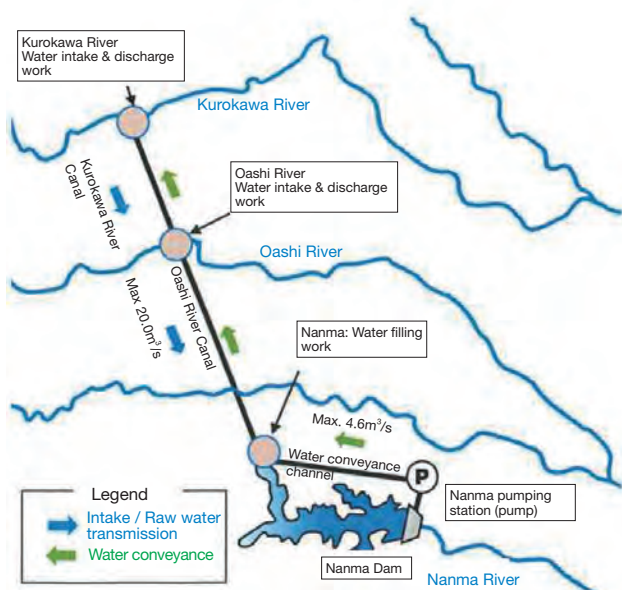 Kurokawa River
Water intake & discharge
work
Kurokawa River
Kurokawa River
Canal
Oashi River
Water intake & discharge
work
Oashi River
Oashi River Canal
Max 20.0m³/s
Nanma: Water filling
work
Max. 4.6m³/s
Water conveyance
channel
P
Nanma pumping
station (pump)
Legend
Intake / Raw water
transmission
Water conveyance
Nanma Dam
Nanma River